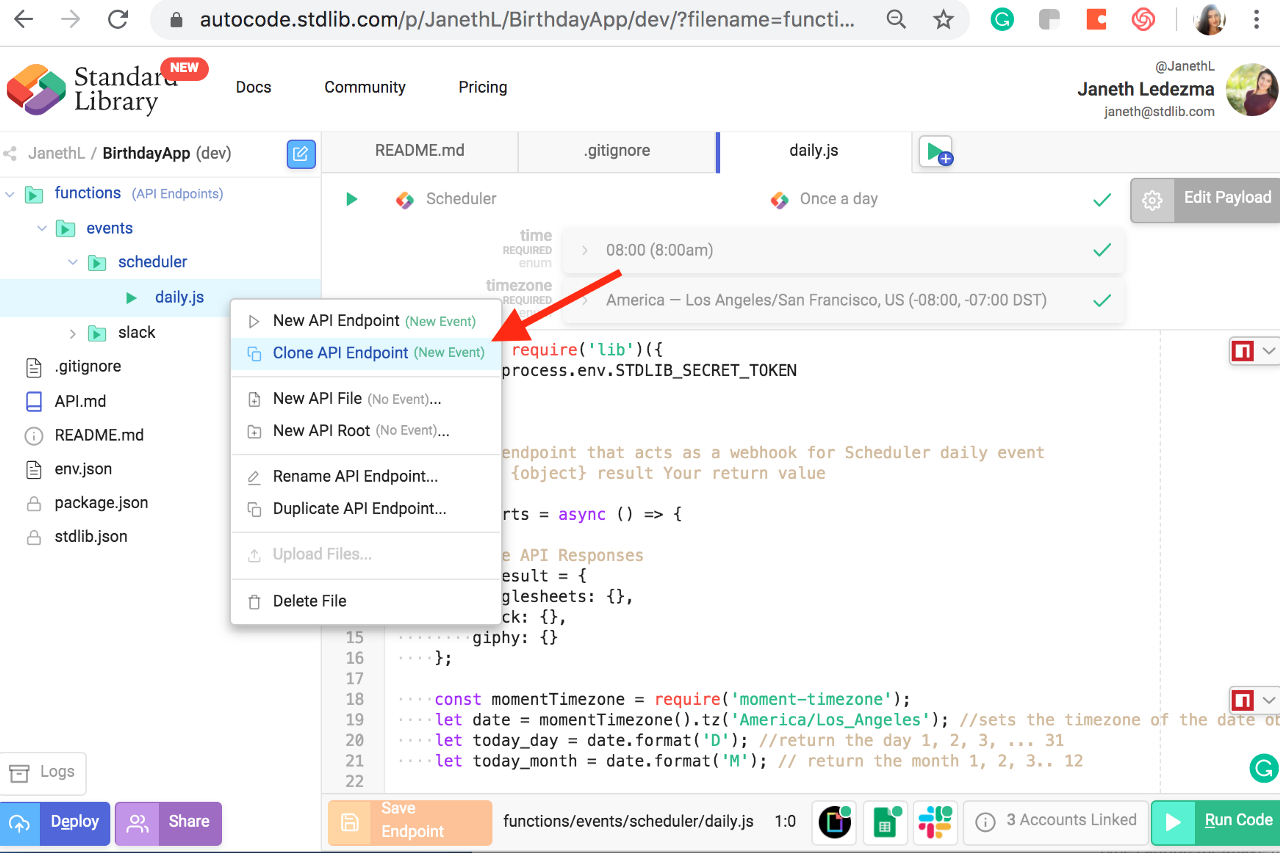 autocode.stdlib.com/p/JanethL/BirthdayApp/dev/?filename=functi...
Standard
Library
NEW
Docs
Community
Pricing
@JanethL
Janeth Ledezma
janeth@stdlib.com
JanethL / BirthdayApp (dev)
functions (API Endpoints)
events
scheduler
daily.js
slack
.gitignore
API.md
README.md
env.json
package.json
stdlib.json
Logs
Deploy
Share
README.md
.gitignore
daily.js
Scheduler
Once a day
Edit Payload
time
REQUIRED
enum
08:00 (8:00am)
timezone
REQUIRED
America — Los Angeles/San Francisco, US (-08:00, -07:00 DST)
New API Endpoint (New Event)
Clone API Endpoint (New Event)
New API File (No Event)...
New API Root (No Event)...
Rename API Endpoint...
Duplicate API Endpoint...
Upload Files...
Delete File
require('lib')({
process.env.STDLIB_SECRET_TOKEN
endpoint that acts as a webhook for Scheduler daily event
{object} result Your return value
rts = async () => {
e API Responses
esult = {
glesheets: {},
ck: {},
15 giphy: {}
16 };
17
18 const momentTimezone = require('moment-timezone');
19 let date = momentTimezone().tz('America/Los_Angeles'); //sets the timezone of the date ob
20 let today_day = date.format('D'); //return the day 1, 2, 3, ... 31
21 let today_month = date.format('M'); // return the month 1, 2, 3.. 12
22
Save
Endpoint
functions/events/scheduler/daily.js
1:0
3 Accounts Linked
Run Code